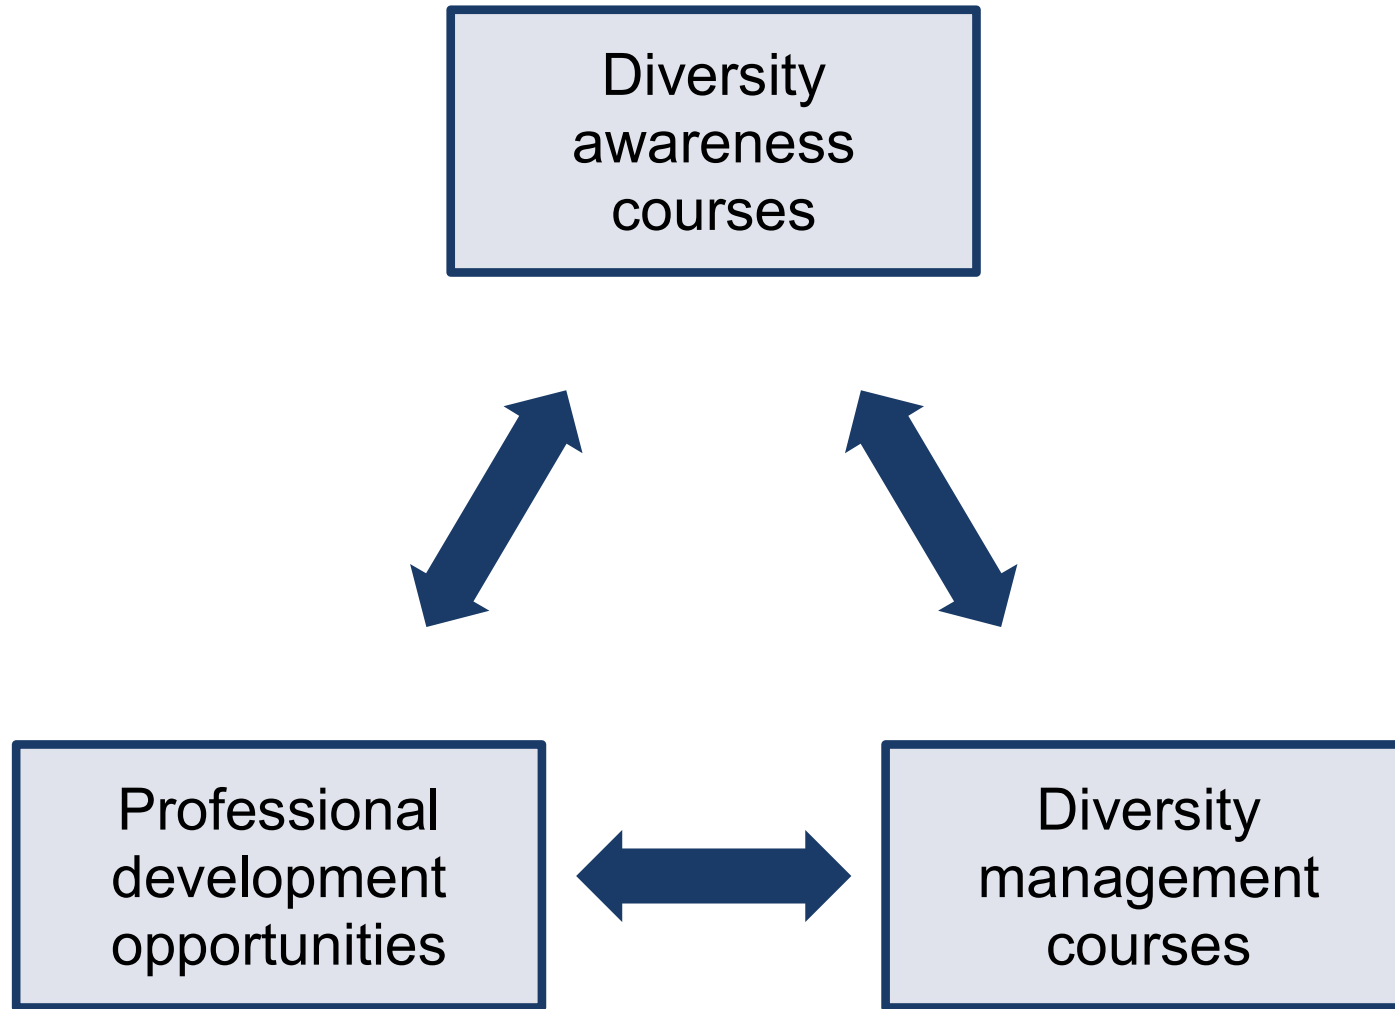 Diversity
awareness
courses
Professional
development
opportunities
Diversity
management
courses